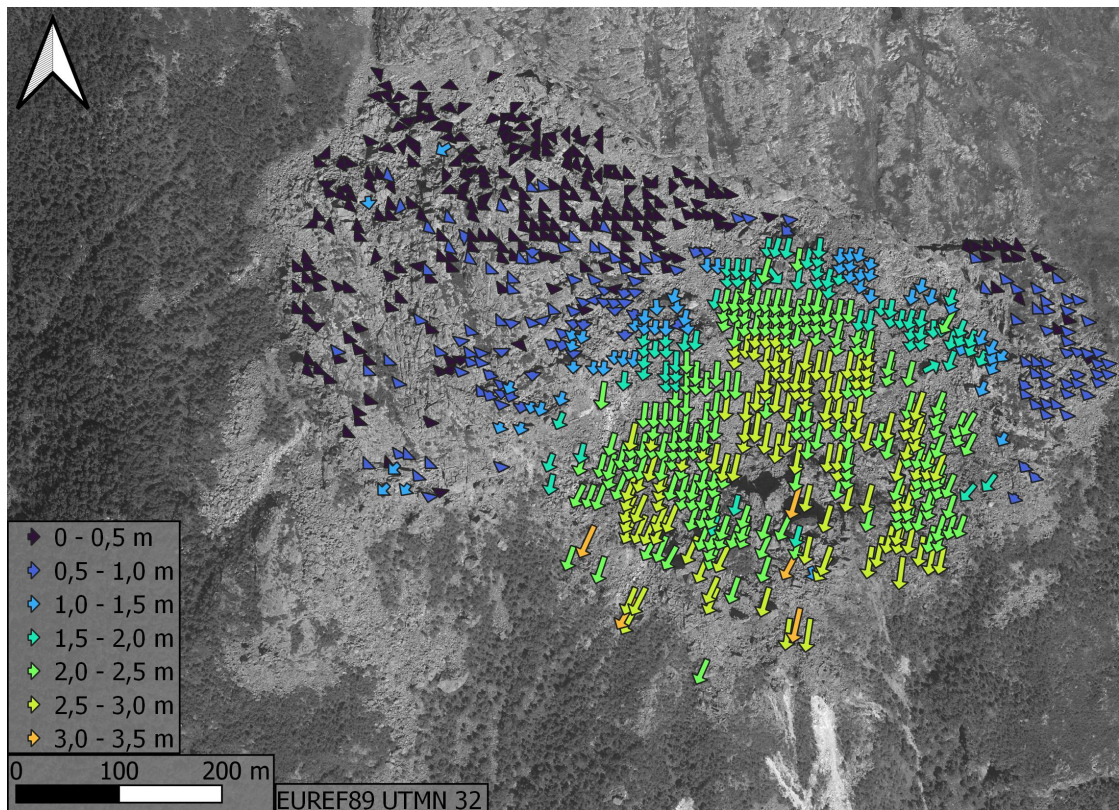 0 - 0,5 m
0,5 - 1,0 m
1,0 - 1,5 m
1,5 - 2,0 m
2,0 - 2,5 m
2,5 - 3,0 m
3,0 - 3,5 m
0 100 200 m
EUREF89 UTMN 32